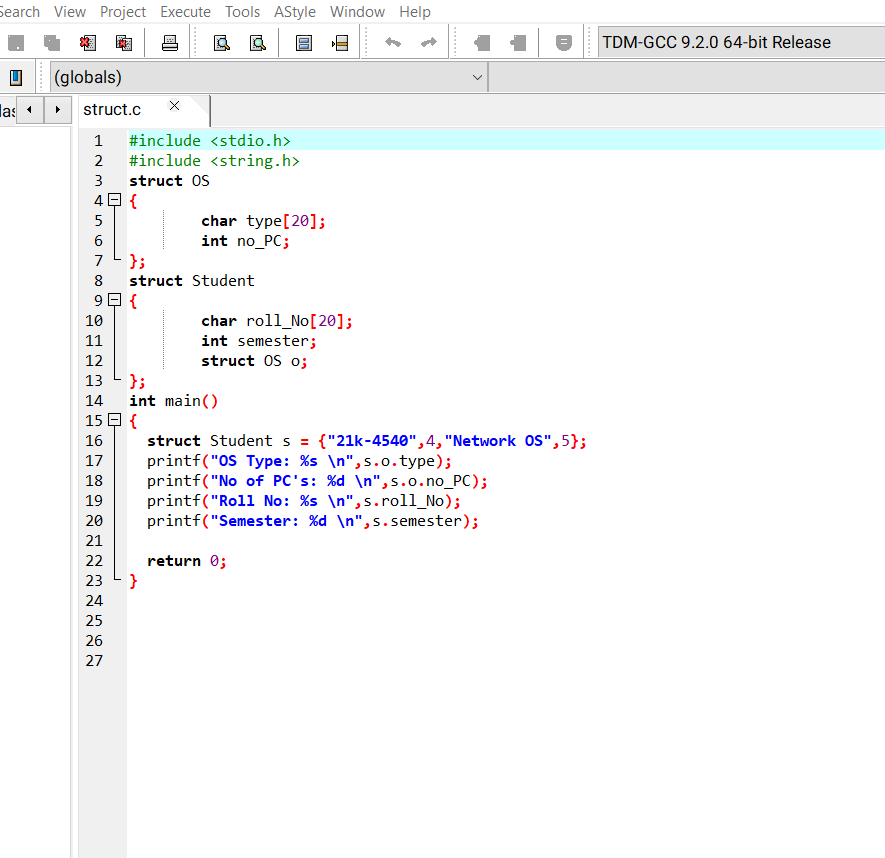 Search View Project Execute Tools AStyle Window Help
TDM-GCC 9.2.0 64-bit Release
(globals)
struct.c
1 #include <stdio.h>
2 #include <string.h>
3 struct OS
4 {
5 char type[20];
6 int no_PC;
7 };
8 struct Student
9 {
10 char roll_No[20];
11 int semester;
12 struct OS o;
13 };
14 int main()
15 {
16 struct Student s = {"21k-4540",4,"Network OS",5};
17 printf("OS Type: %s \n",s.o.type);
18 printf("No of PC's: %d \n",s.o.no_PC);
19 printf("Roll No: %s \n",s.roll_No);
20 printf("Semester: %d \n",s.semester);
21
22 return 0;
23 }
24
25
26
27